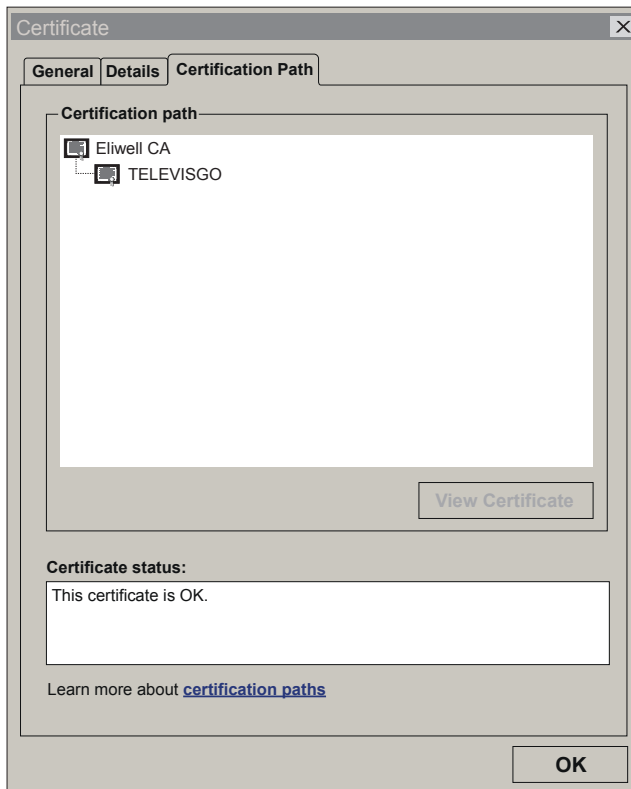 Certificate
General Details Certification Path
Certification path
Eliwell CA
TELEVISGO
View Certificate
Certificate status:
This certificate is OK.
Learn more about certification paths
OK